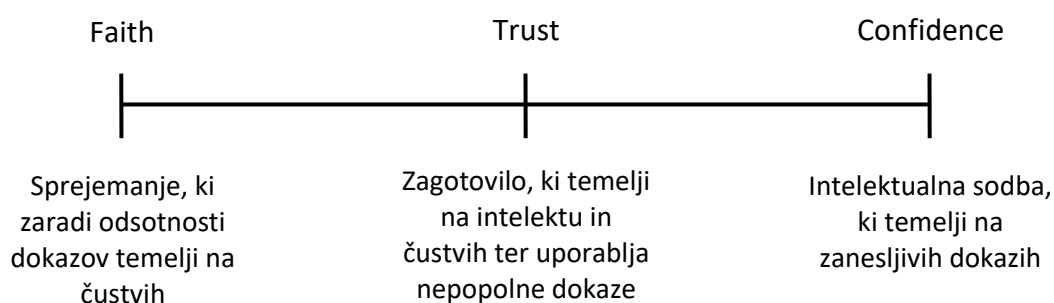 Faith
Trust
Confidence
Sprejemanje, ki
zaradi odsotnosti
dokazov temelji na
čustvih
Zagotovilo, ki temelji
na intelektu in
čustvih ter uporablja
nepopolne dokaze
Intelektualna sodba,
ki temelji na
zanesljivih dokazih